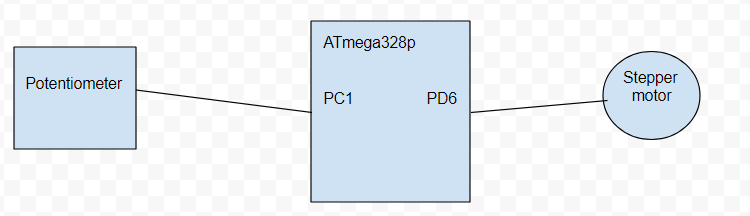 ATmega328p
Potentiometer
PC1
PD6
Stepper
motor